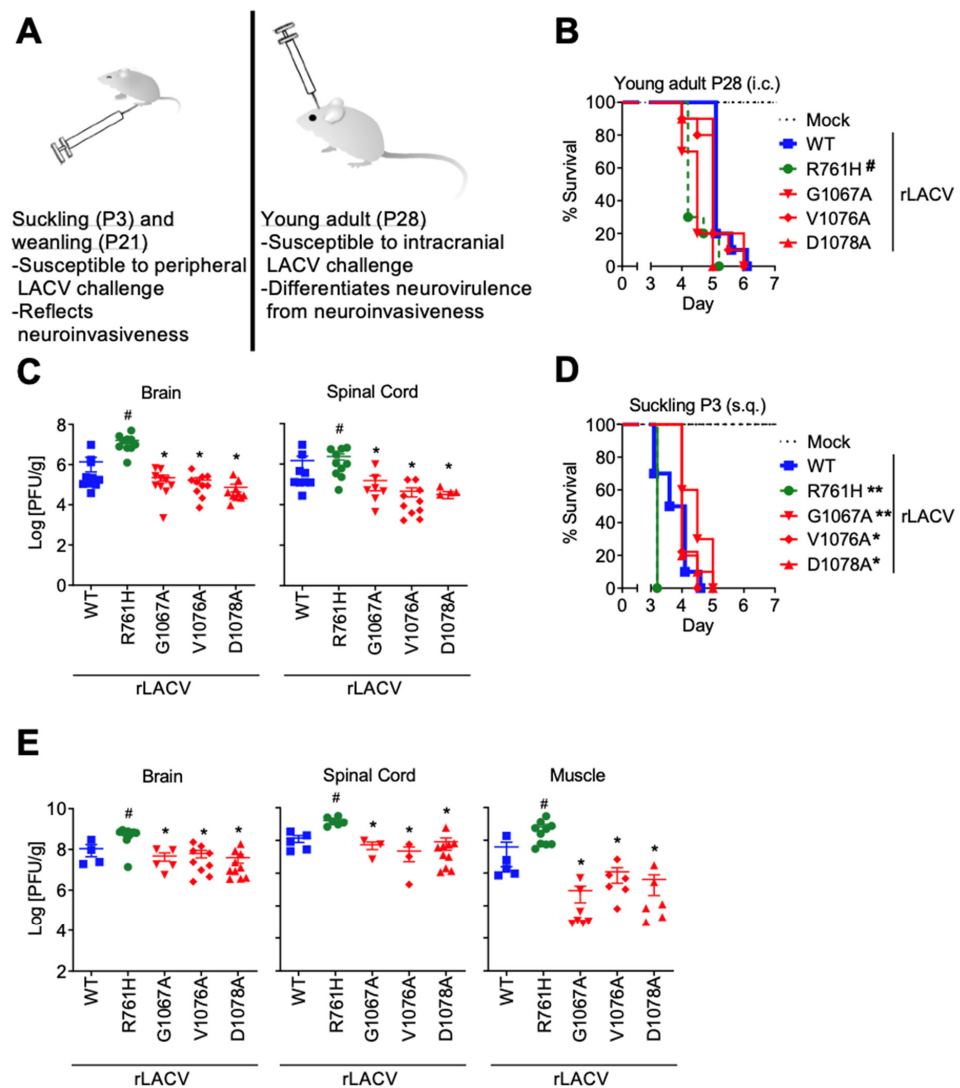 A
Suckling (P3) and
weanling (P21)
-Susceptible to peripheral
LACV challenge
-Reflects
neuroinvasiveness
Young adult (P28)
-Susceptible to intracranial
LACV challenge
-Differentiates neurovirulence
from neuroinvasiveness
B
Young adult P28 (i.c.)
% Survival
100
80
60
40
20
0
0 3 4 5 6 7
Day
Mock
WT
R761H #
G1067A
V1076A
D1078A
rLACV
C
Brain
Log [PFU/g]
8
6
4
2
0
# * * *
WT
R761H
G1067A
V1076A
D1078A
rLACV
Spinal Cord
# * * *
WT
R761H
G1067A
V1076A
D1078A
rLACV
D
Suckling P3 (s.q.)
% Survival
100
80
60
40
20
0
0 3 4 5 6 7
Day
Mock
WT
R761H **
G1067A **
V1076A *
D1078A *
rLACV
E
Brain
Log [PFU/g]
10
8
6
4
2
# * * *
WT
R761H
G1067A
V1076A
D1078A
rLACV
Spinal Cord
# * * *
WT
R761H
G1067A
V1076A
D1078A
rLACV
Muscle
# * * *
WT
R761H
G1067A
V1076A
D1078A
rLACV